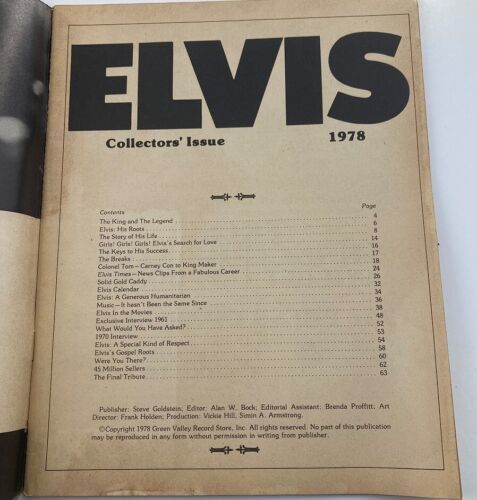 ELVIS
Collectors' Issue 1978
Contents Page
The King and The Legend 4
Elvis: His Roots 6
The Story of His Life 8
Girls! Girls! Girls! Elvis's Search for Love 14
The Keys to His Success 16
The Breaks 17
Colonel Tom—Carney Con to King Maker 18
Elvis Times—News Clips From a Fabulous Career 24
Solid Gold Caddy 26
Elvis Calendar 32
Elvis: A Generous Humanitarian 34
Music—It hasn't Been the Same Since 36
Elvis In the Movies 38
Exclusive Interview 1961 48
What Would You Have Asked? 52
1970 Interview 53
Elvis: A Special Kind of Respect 54
Elvis's Gospel Roots 58
Were You There? 60
45 Million Sellers 62
The Final Tribute 63
Publisher: Steve Goldstein; Editor: Alan W. Bock; Editorial Assistant: Brenda Proffitt; Art
Director: Frank Holden; Production: Vickie Hill, Simin A. Armstrong.
©Copyright 1978 Green Valley Record Store, Inc. All rights reserved. No part of this publication
may be reproduced in any form without permission in writing from publisher.